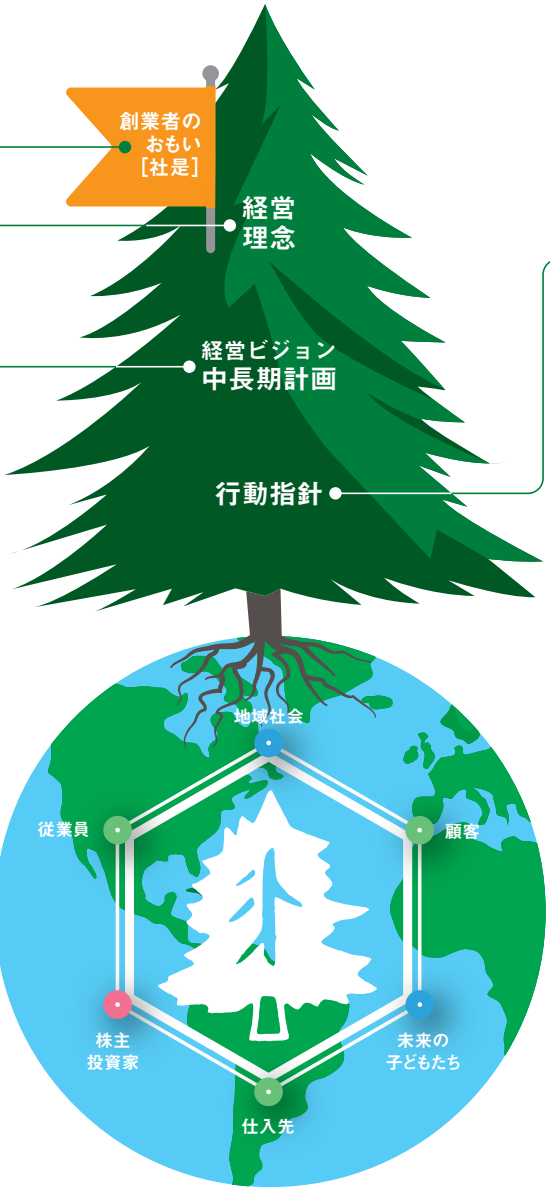 創業者の
おもい
［社是］
経営
理念
経営ビジョン
中長期計画
行動指針
地域社会
従業員
顧客
株主
投資家
未来の
子どもたち
仕入先